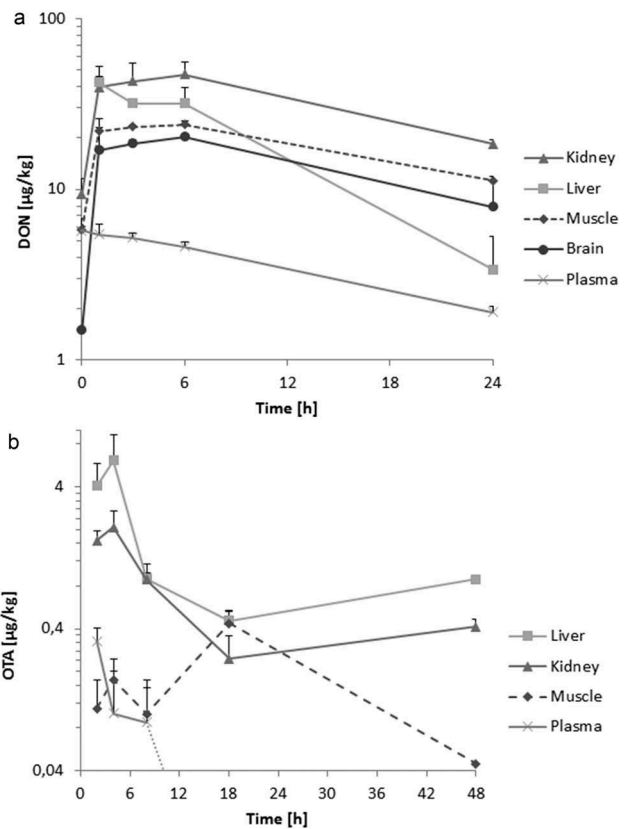 a
100
10
1
DON [µg/kg]
0
6
12
18
24
Time [h]
Kidney
Liver
Muscle
Brain
Plasma
b
4
0,4
0,04
OTA [µg/kg]
0
6
12
18
24
30
36
42
48
Time [h]
Liver
Kidney
Muscle
Plasma